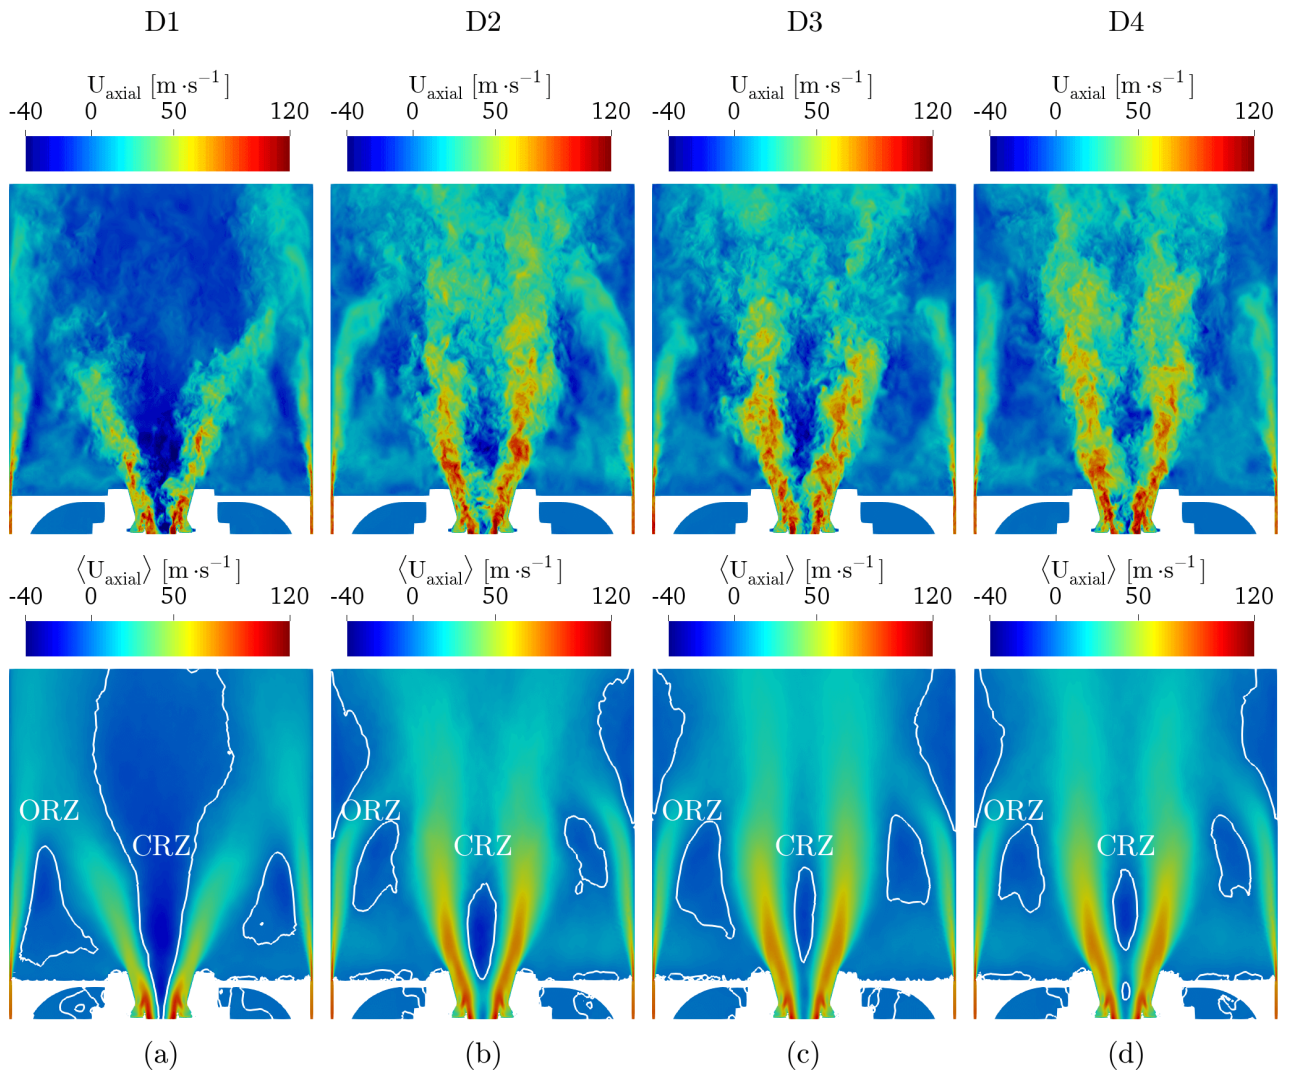 D1 D2 D3 D4
U_axial [m·s⁻¹] U_axial [m·s⁻¹] U_axial [m·s⁻¹] U_axial [m·s⁻¹]
-40 0 50 120 -40 0 50 120 -40 0 50 120 -40 0 50 120
⟨U_axial⟩ [m·s⁻¹] ⟨U_axial⟩ [m·s⁻¹] ⟨U_axial⟩ [m·s⁻¹] ⟨U_axial⟩ [m·s⁻¹]
-40 0 50 120 -40 0 50 120 -40 0 50 120 -40 0 50 120
ORZ ORZ ORZ ORZ
CRZ CRZ CRZ CRZ
(a) (b) (c) (d)